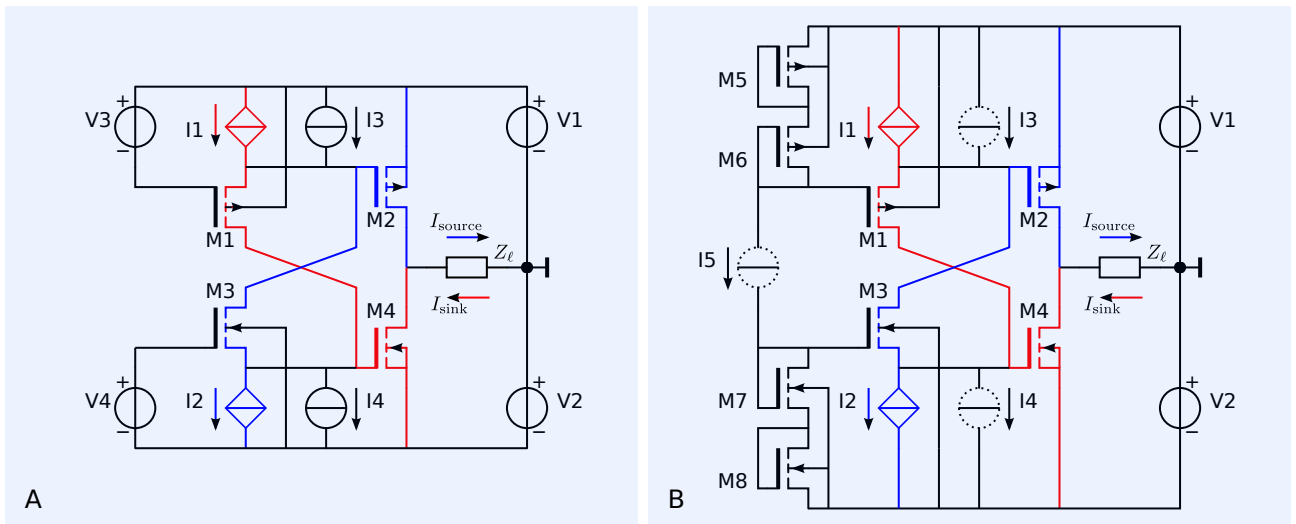 V3
+
−
I1
I3
+
−
V1
M1
M2
I_source
Z_ℓ
I_sink
M3
M4
V4
+
−
I2
I4
+
−
V2
A
M5
M6
I1
I3
+
−
V1
M1
M2
I_source
Z_ℓ
I_sink
I5
M3
M4
M7
I2
I4
+
−
V2
M8
B